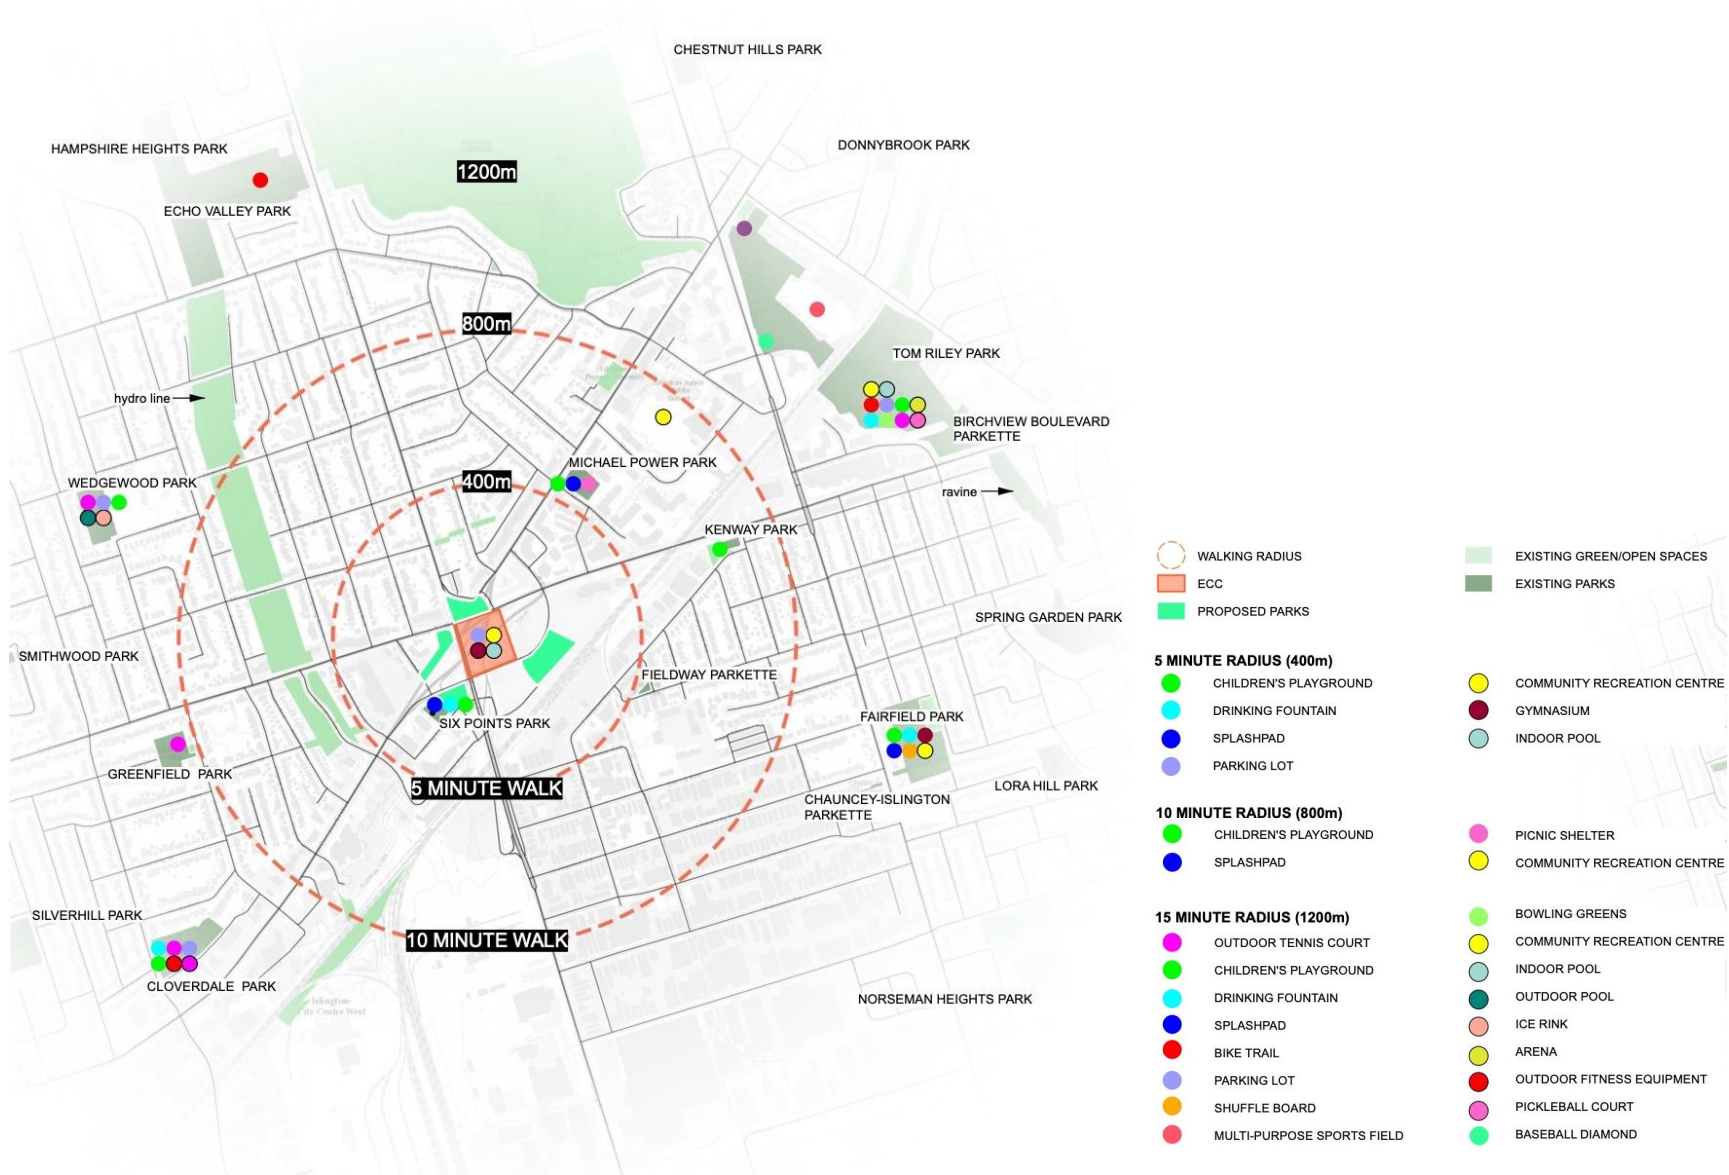 CHESTNUT HILLS PARK
HAMPSHIRE HEIGHTS PARK
DONNYBROOK PARK
1200m
ECHO VALLEY PARK
800m
TOM RILEY PARK
hydro line
BIRCHVIEW BOULEVARD
PARKETTE
MICHAEL POWER PARK
WEDGEWOOD PARK
400m
ravine
KENWAY PARK
SPRING GARDEN PARK
SMITHWOOD PARK
FIELDWAY PARKETTE
SIX POINTS PARK
FAIRFIELD PARK
GREENFIELD PARK
5 MINUTE WALK
LORA HILL PARK
CHAUNCEY-ISLINGTON
PARKETTE
SILVERHILL PARK
10 MINUTE WALK
CLOVERDALE PARK
Islington-
City Centre West
NORSEMAN HEIGHTS PARK
WALKING RADIUS
ECC
PROPOSED PARKS
EXISTING GREEN/OPEN SPACES
EXISTING PARKS
5 MINUTE RADIUS (400m)
CHILDREN'S PLAYGROUND
DRINKING FOUNTAIN
SPLASHPAD
PARKING LOT
COMMUNITY RECREATION CENTRE
GYMNASIUM
INDOOR POOL
10 MINUTE RADIUS (800m)
CHILDREN'S PLAYGROUND
SPLASHPAD
PICNIC SHELTER
COMMUNITY RECREATION CENTRE
15 MINUTE RADIUS (1200m)
OUTDOOR TENNIS COURT
CHILDREN'S PLAYGROUND
DRINKING FOUNTAIN
SPLASHPAD
BIKE TRAIL
PARKING LOT
SHUFFLE BOARD
MULTI-PURPOSE SPORTS FIELD
BOWLING GREENS
COMMUNITY RECREATION CENTRE
INDOOR POOL
OUTDOOR POOL
ICE RINK
ARENA
OUTDOOR FITNESS EQUIPMENT
PICKLEBALL COURT
BASEBALL DIAMOND